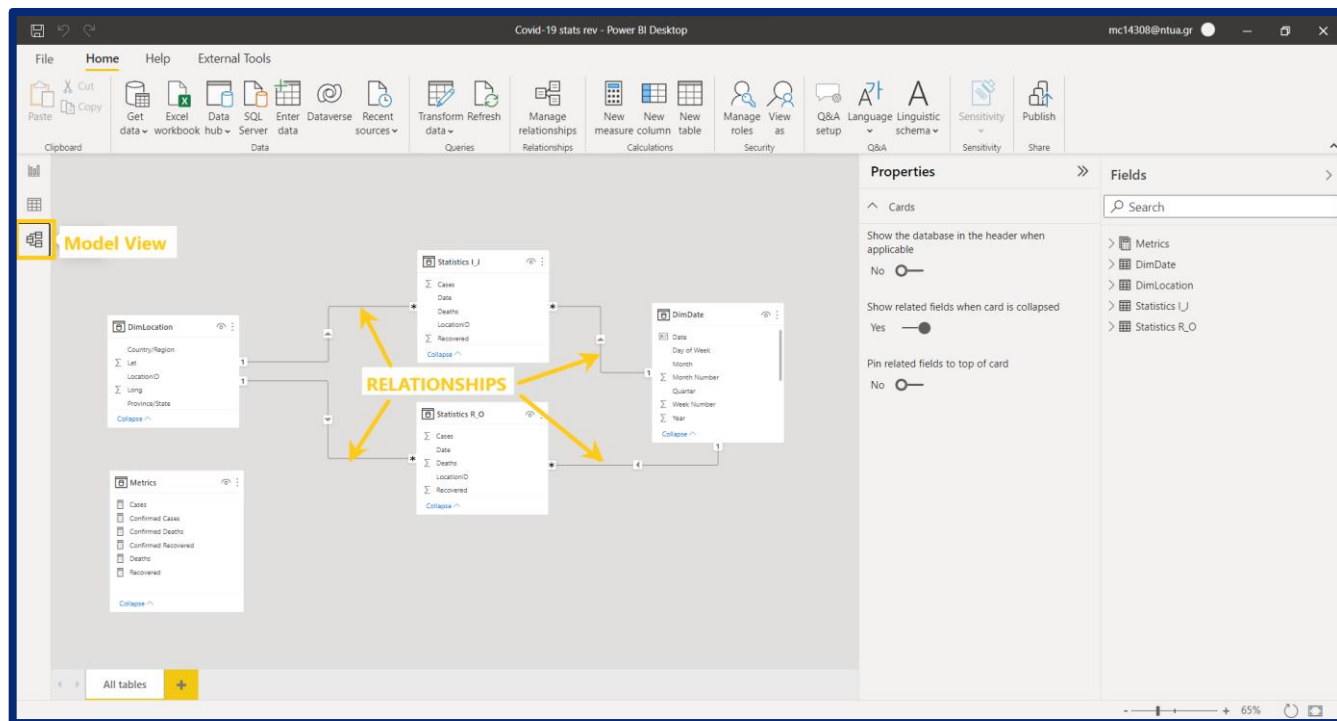 Covid-19 stats rev - Power BI Desktop
mc14308@ntua.gr
File Home Help External Tools
Paste
Cut
Copy
Clipboard
Get data
Excel workbook
Data hub
SQL Server
Enter data
Dataverse
Recent sources
Data
Transform data
Refresh
Queries
Manage relationships
Relationships
New measure
New column
New table
Calculations
Manage roles
View as
Security
Q&A setup
Language
Linguistic schema
Q&A
Sensitivity
Sensitivity
Publish
Share
Model View
DimLocation
Country/Region
Σ Lat
LocationID
Σ Long
Province/State
Collapse
1
1
Metrics
Cases
Confirmed Cases
Confirmed Deaths
Confirmed Recovered
Deaths
Recovered
Collapse
Statistics I_J
Σ Cases
Date
Deaths
LocationID
Σ Recovered
Collapse
*
*
RELATIONSHIPS
Statistics R_O
Σ Cases
Date
Σ Deaths
LocationID
Σ Recovered
Collapse
*
*
DimDate
Date
Day of Week
Month
Σ Month Number
Quarter
Σ Week Number
Σ Year
Collapse
1
1
Properties
Cards
Show the database in the header when
applicable
No
Show related fields when card is collapsed
Yes
Pin related fields to top of card
No
Fields
Search
Metrics
DimDate
DimLocation
Statistics I_J
Statistics R_O
All tables
+
- + 65%